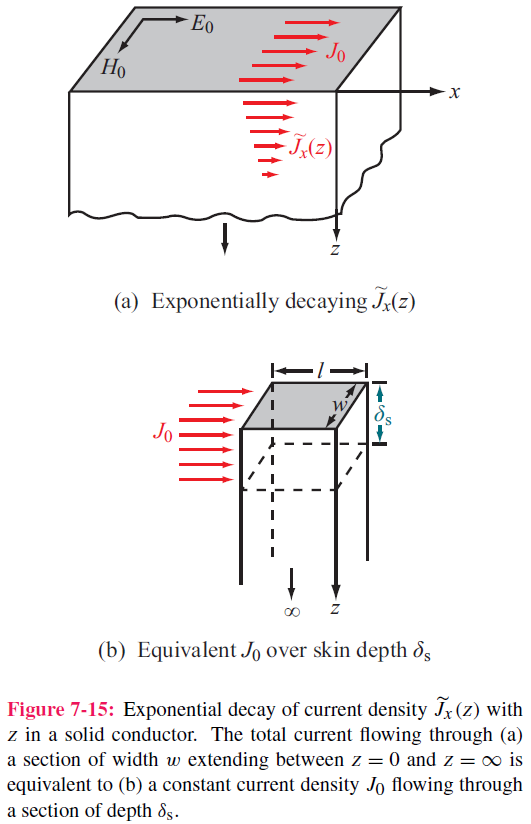 E₀
J₀
H₀
x
J̃ₓ(z)
z
(a) Exponentially decaying J̃ₓ(z)
l
w
δₛ
J₀
∞
z
(b) Equivalent J₀ over skin depth δₛ
Figure 7-15: Exponential decay of current density J̃ₓ(z) with
z in a solid conductor. The total current flowing through (a)
a section of width w extending between z = 0 and z = ∞ is
equivalent to (b) a constant current density J₀ flowing through
a section of depth δₛ.